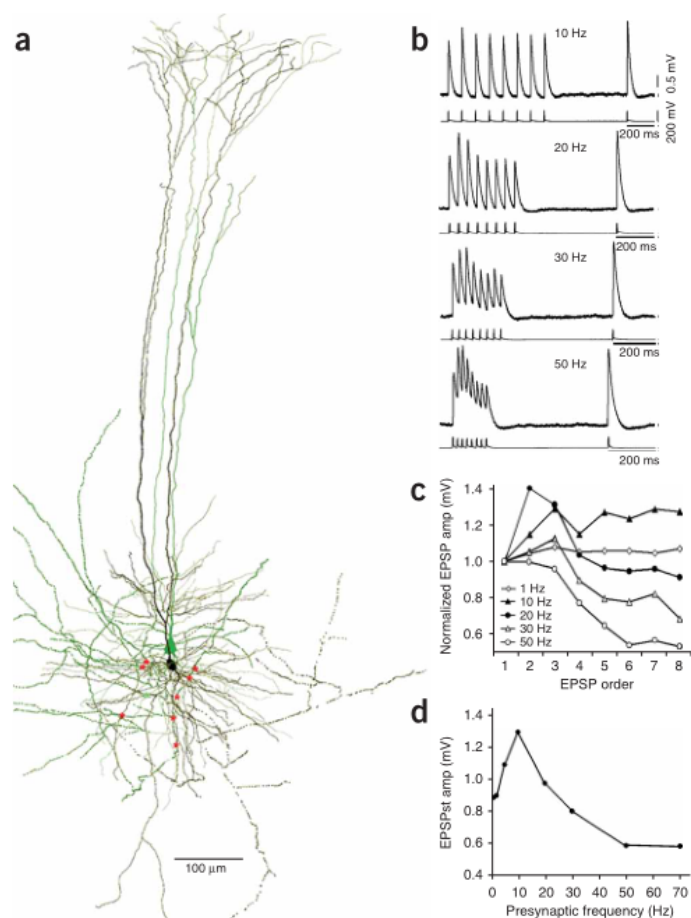 a
100 μm
b
10 Hz
0.5 mV
200 mV
200 ms
20 Hz
200 ms
30 Hz
200 ms
50 Hz
200 ms
c
Normalized EPSP amp (mV)
1.4
1.2
1.0
0.8
0.6
1 Hz
10 Hz
20 Hz
30 Hz
50 Hz
1 2 3 4 5 6 7 8
EPSP order
d
EPSPst amp (mV)
1.4
1.2
1.0
0.8
0.6
0.4
0 10 20 30 40 50 60 70
Presynaptic frequency (Hz)